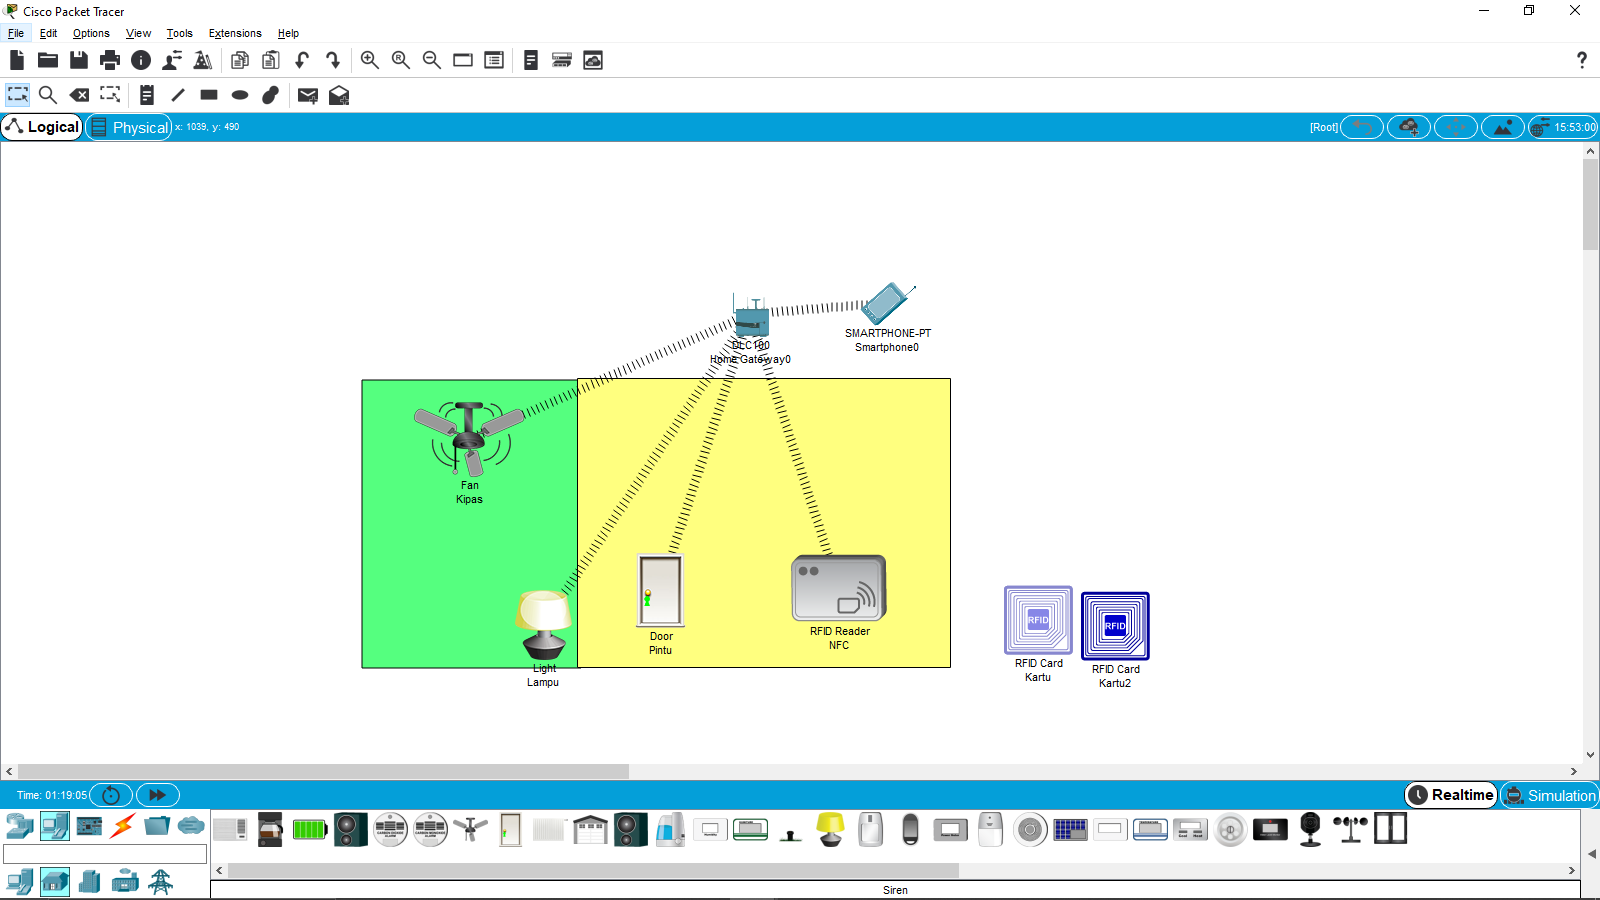 Cisco Packet Tracer
File Edit Options View Tools Extensions Help
Logical Physical x: 1039, y: 490 [Root] 15:53:00
SMARTPHONE-PT
Smartphone0
DLC100
Home Gateway0
Fan
Kipas
Light
Lampu
Door
Pintu
RFID Reader
NFC
RFID
RFID Card
Kartu
RFID
RFID Card
Kartu2
Time: 01:19:05 Realtime Simulation
Siren